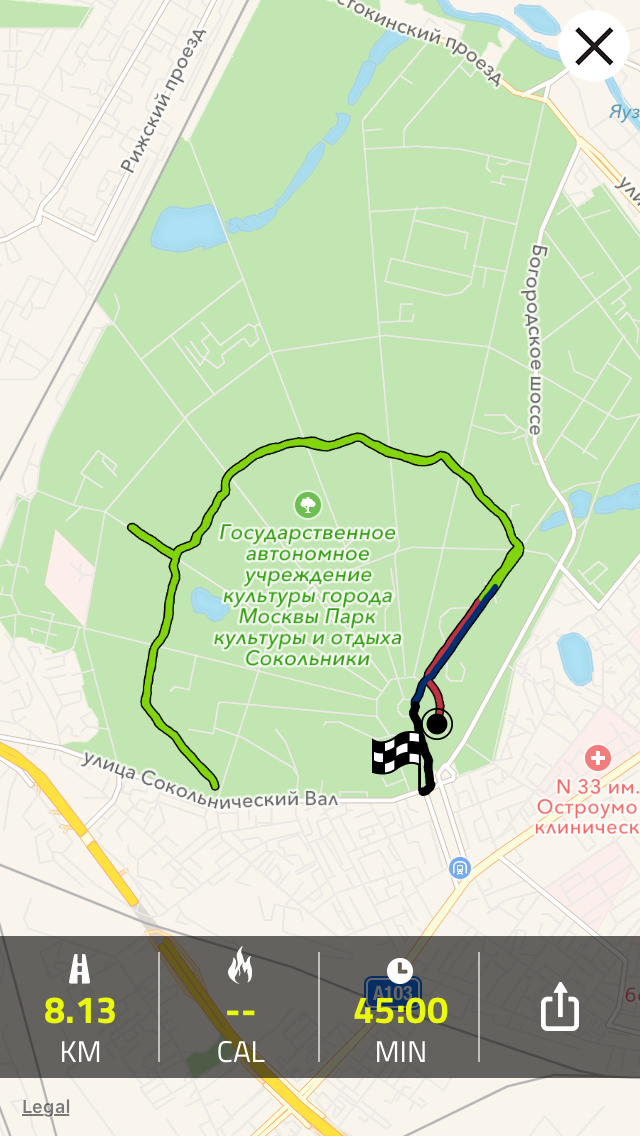 стокинский проезд
Рижский проезд
Яуз
ули
Богородское шоссе
Государственное
автономное
учреждение
культуры города
Москвы Парк
культуры и отдыха
Сокольники
улица Сокольнический Вал
N 33 им.
Остроумо
клиническ
A103
8.13
--
45:00
KM
CAL
MIN
Legal